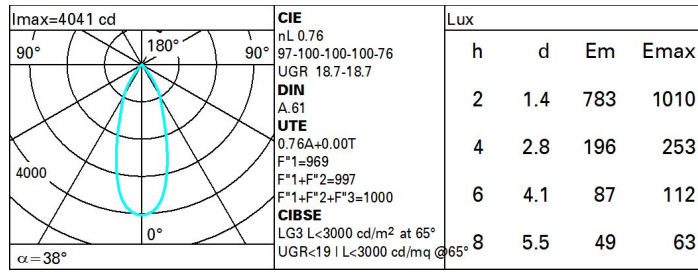 Imax=4041 cd
90°
180°
90°
4000
0°
α=38°
CIE
nL 0.76
97-100-100-100-76
UGR 18.7-18.7
DIN
A.61
UTE
0.76A+0.00T
F"1=969
F"1+F"2=997
F"1+F"2+F"3=1000
CIBSE
LG3 L<3000 cd/m² at 65°
UGR<19 | L<3000 cd/mq @65°
Lux
h d Em Emax
2 1.4 783 1010
4 2.8 196 253
6 4.1 87 112
8 5.5 49 63